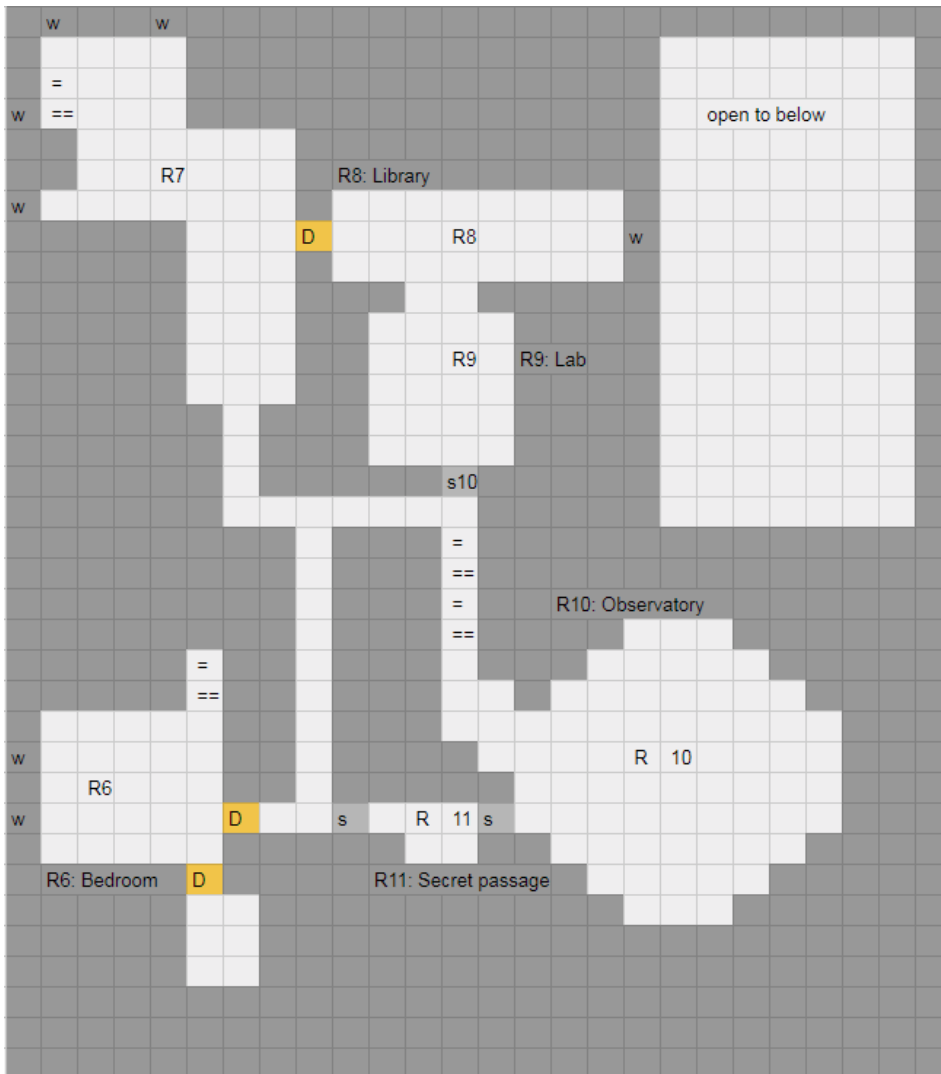 w w
=
w == open to below
R7 R8: Library
w
D R8 w
R9 R9: Lab
s10
=
==
= R10: Observatory
==
=
==
w R 10
R6
w D s R 11 s
R6: Bedroom D R11: Secret passage